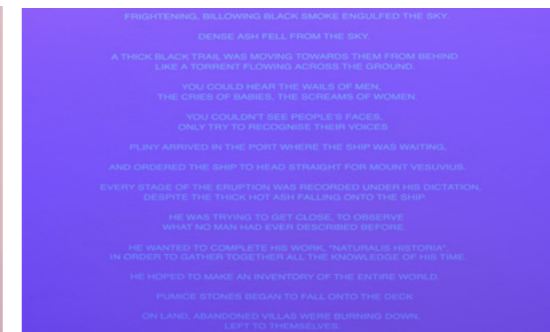 FRIGHTENING, BILLOWING BLACK SMOKE ENGULFED THE SKY.
DENSE ASH FELL FROM THE SKY.
A THICK BLACK TRAIL WAS MOVING TOWARDS THEM FROM BEHIND
LIKE A TORRENT FLOWING ACROSS THE GROUND.
YOU COULD HEAR THE WAILS OF MEN,
THE CRIES OF BABIES, THE SCREAMS OF WOMEN.
YOU COULDN'T SEE PEOPLE'S FACES,
ONLY TRY TO RECOGNISE THEIR VOICES.
PLINY ARRIVED IN THE PORT WHERE THE SHIP WAS WAITING,
AND ORDERED THE SHIP TO HEAD STRAIGHT FOR MOUNT VESUVIUS.
EVERY STAGE OF THE ERUPTION WAS RECORDED UNDER HIS DICTATION,
DESPITE THE THICK HOT ASH FALLING ONTO THE SHIP.
HE WAS TRYING TO GET CLOSE, TO OBSERVE
WHAT NO MAN HAD EVER DESCRIBED BEFORE.
HE WANTED TO COMPLETE HIS WORK, "NATURALIS HISTORIA",
IN ORDER TO GATHER TOGETHER ALL THE KNOWLEDGE OF HIS TIME.
HE HOPED TO MAKE AN INVENTORY OF THE ENTIRE WORLD.
PUMICE STONES BEGAN TO FALL ONTO THE DECK
ON LAND, ABANDONED VILLAS WERE BURNING DOWN,
LEFT TO THEMSELVES.